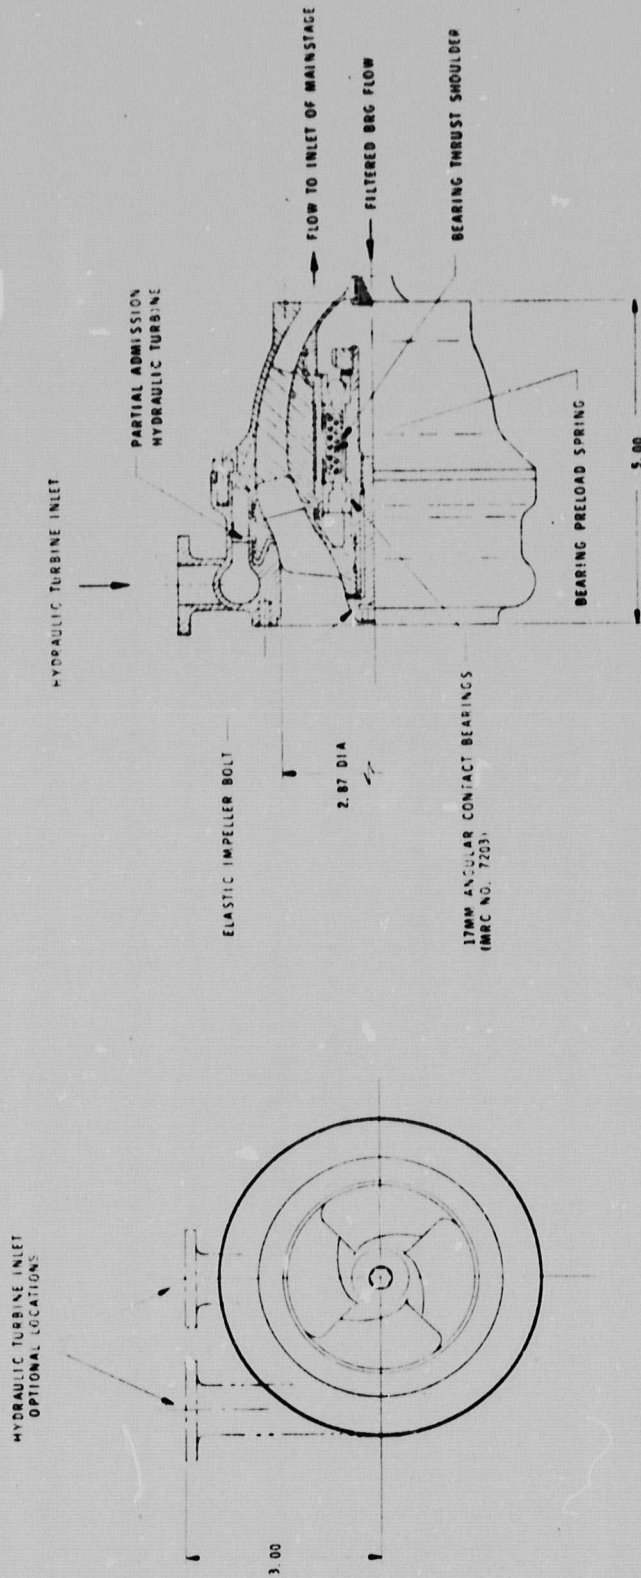 HYDRAULIC TURBINE INLET
OPTIONAL LOCATIONS
3.00
HYDRAULIC TURBINE INLET
PARTIAL ADMISSION
HYDRAULIC TURBINE
FLOW TO INLET OF MAINSTAGE
FILTERED BRG FLOW
BEARING THRUST SHOULDER
ELASTIC IMPELLER BOLT
2.87 DIA
17MM ANGULAR CONTACT BEARINGS
(MRC NO. 7203)
BEARING PRELOAD SPRING
5.00